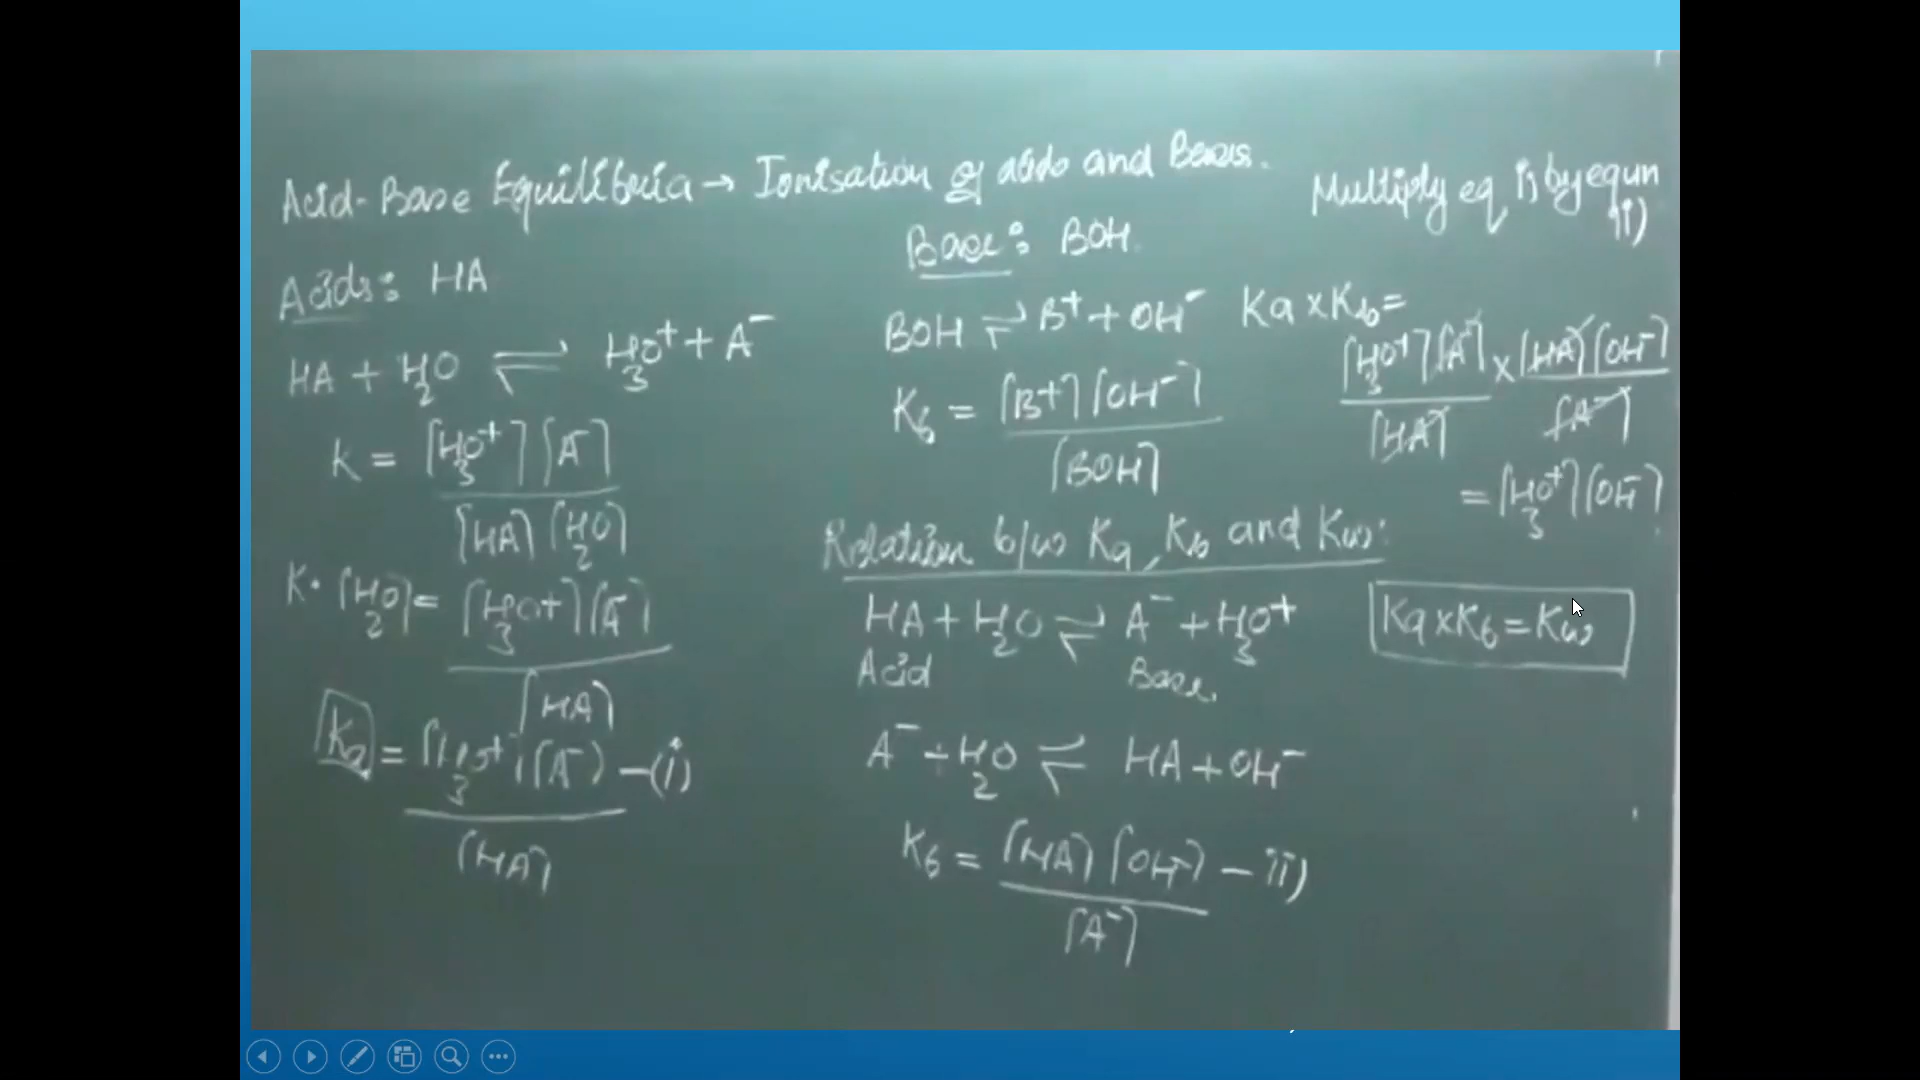 Acid-Base Equilibria → Ionisation of acids and Bases.
Acids: HA
HA + H₂O ⇌ H₃O⁺ + A⁻
K = [H₃O⁺] [A⁻]
[HA] [H₂O]
K · [H₂O] = [H₃O⁺] [A⁻]
[HA]
Ka = [H₃O⁺] [A⁻] – (i)
[HA]
Base: BOH
BOH ⇌ B⁺ + OH⁻
Kb = [B⁺] [OH⁻]
[BOH]
Relation b/w Ka, Kb and Kw:
HA + H₂O ⇌ A⁻ + H₃O⁺
Acid Base
A⁻ + H₂O ⇌ HA + OH⁻
Kb = [HA] [OH⁻] – ii)
[A⁻]
Multiply eq i) by equn
ii)
Ka x Kb =
[H₃O⁺] [A⁻] x [HA] [OH⁻]
[HA] [A⁻]
= [H₃O⁺] [OH⁻]
Ka x Kb = Kw